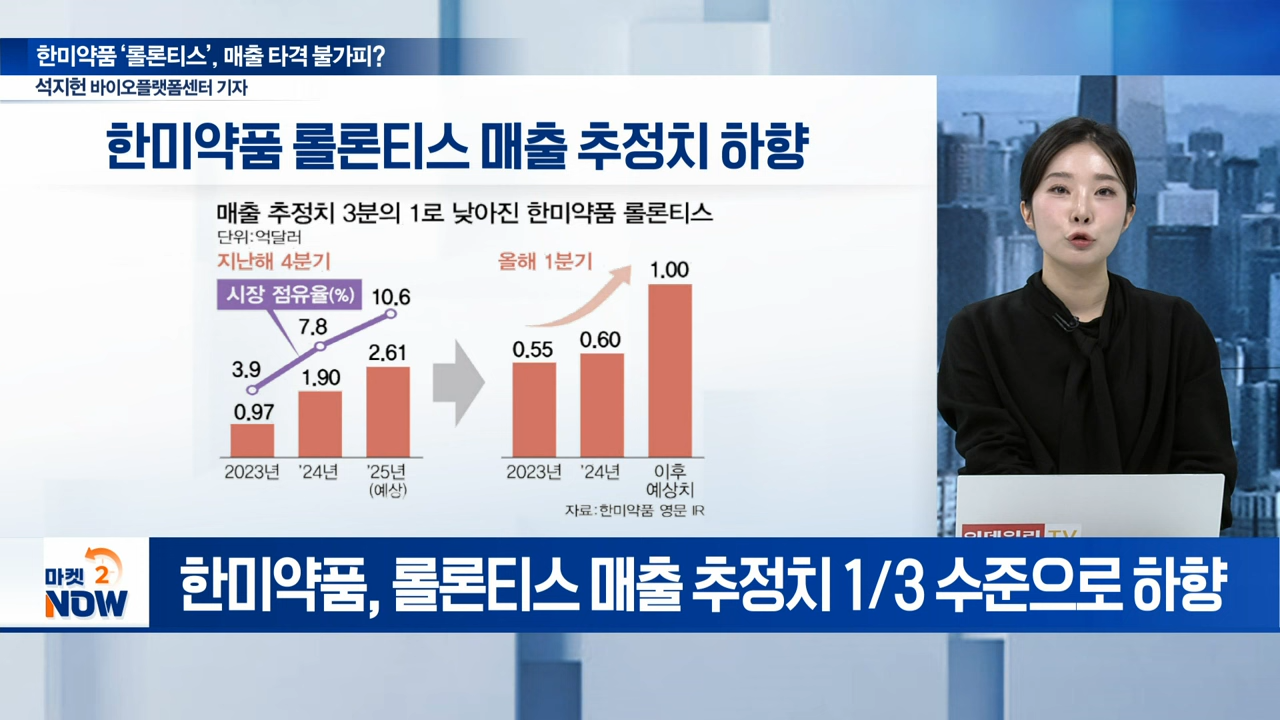 한미약품 ‘롤론티스’, 매출 타격 불가피?
석지헌 바이오플랫폼센터 기자
한미약품 롤론티스 매출 추정치 하향
매출 추정치 3분의 1로 낮아진 한미약품 롤론티스
단위:억달러
지난해 4분기
시장 점유율(%)
3.9
7.8
10.6
0.97
1.90
2.61
2023년
’24년
’25년
(예상)
올해 1분기
0.55
0.60
1.00
2023년
’24년
이후
예상치
자료:한미약품 영문 IR
TV
마켓 2
NOW
한미약품, 롤론티스 매출 추정치 1/3 수준으로 하향